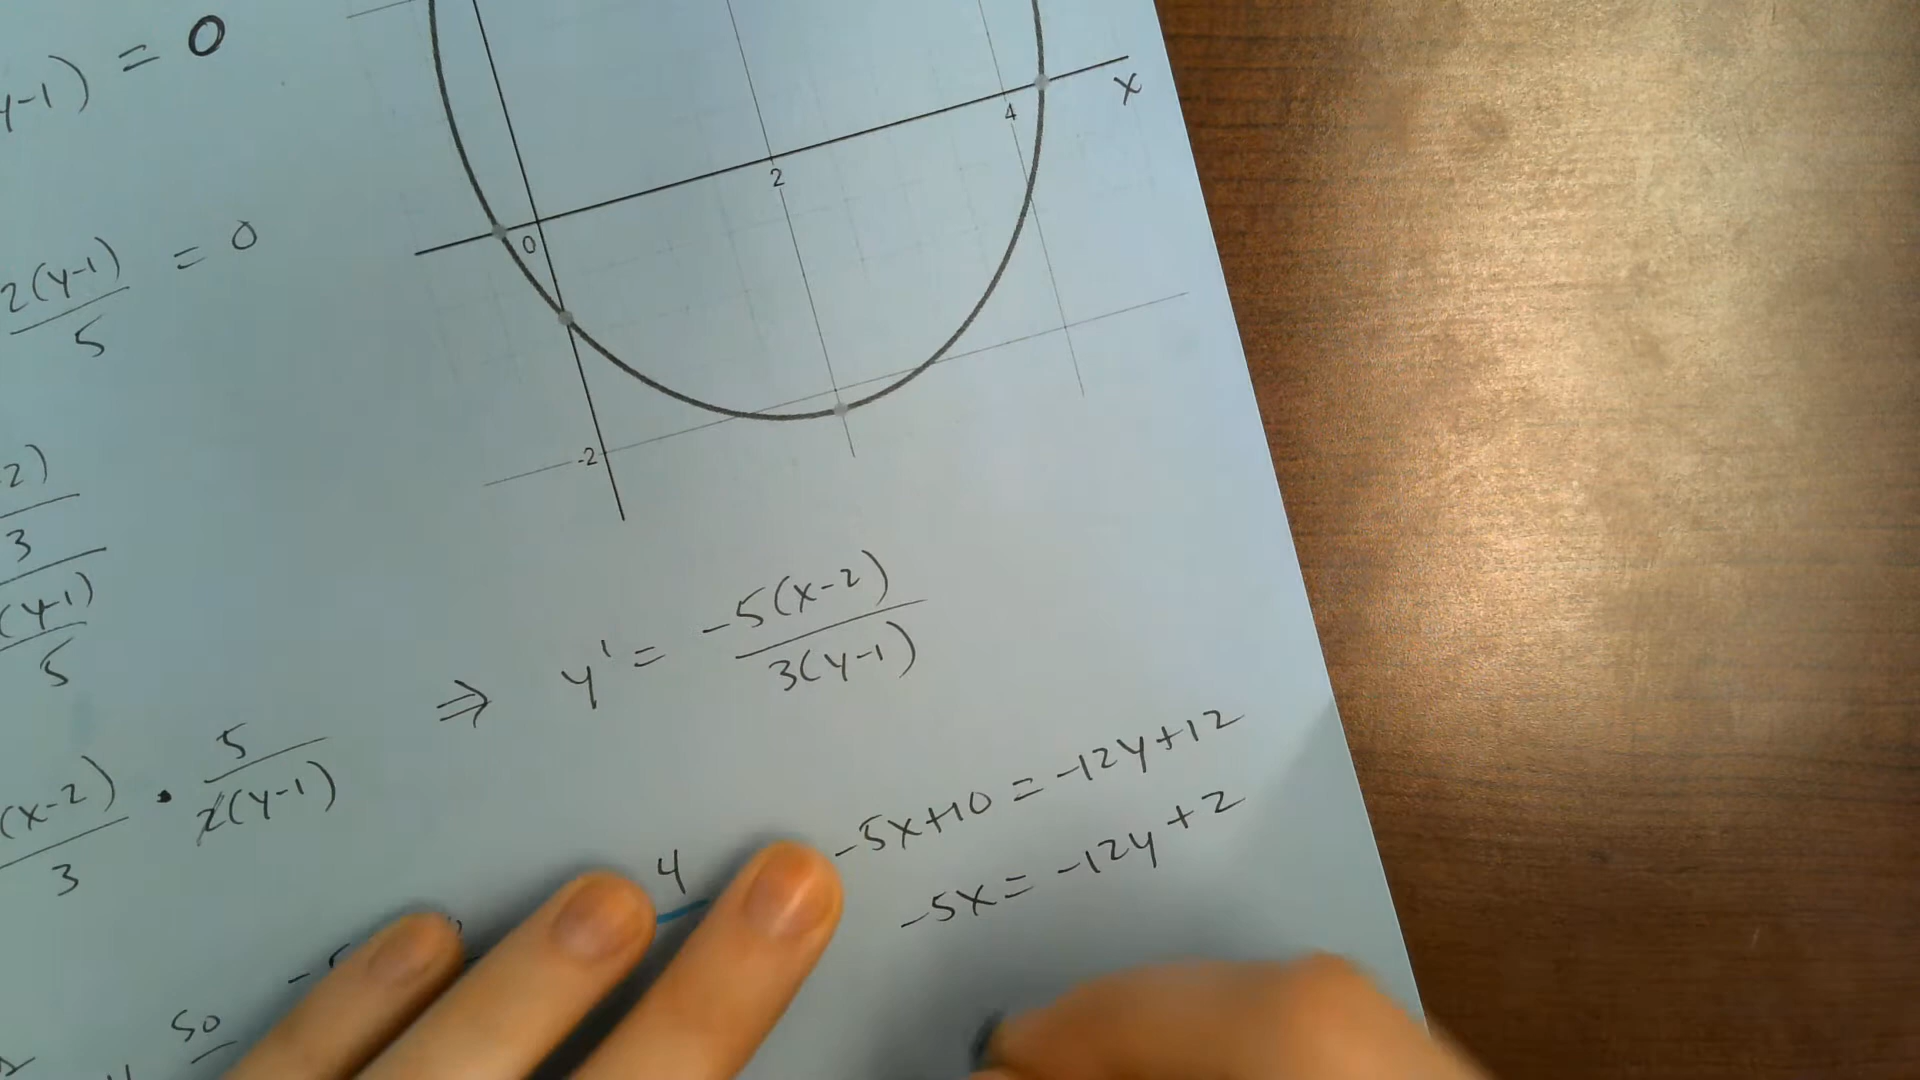 y-1) = 0
x
4
2
0
2(y-1)/5 = 0
-2
-2)
3
(y-1)
5
y' = -5(x-2)/3(y-1)
⇒
(x-2)/3 · 5/2(y-1)
-5x+10 = -12y+12
4
-5x = -12y+2
so